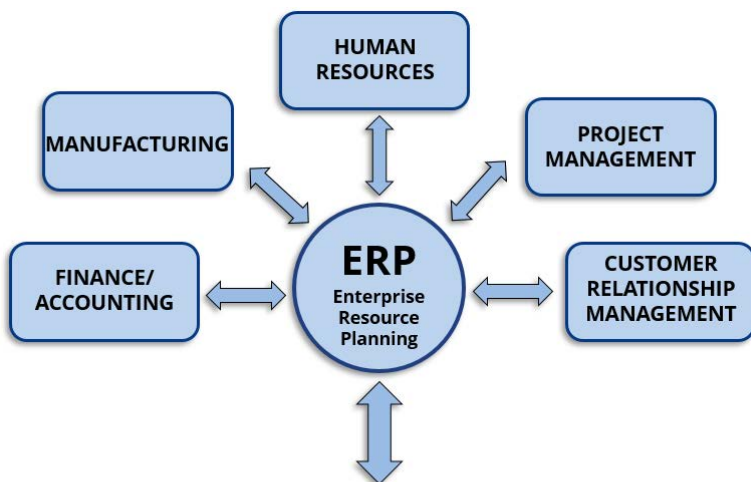 HUMAN
RESOURCES
MANUFACTURING
PROJECT
MANAGEMENT
ERP
Enterprise
Resource
Planning
FINANCE/
ACCOUNTING
CUSTOMER
RELATIONSHIP
MANAGEMENT